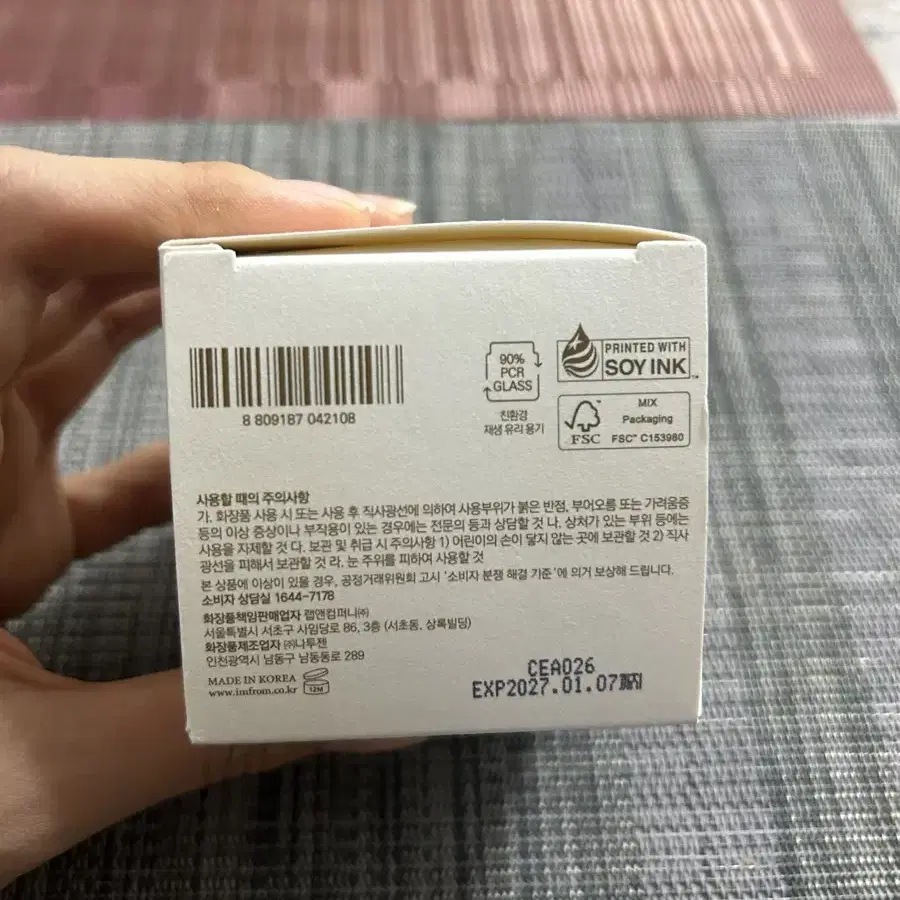 8 809187 042108
90%
PCR
GLASS
친환경
재생 유리 용기
PRINTED WITH
SOY INK™
FSC
MIX
Packaging
FSC™ C153980
사용할 때의 주의사항
가. 화장품 사용 시 또는 사용 후 직사광선에 의하여 사용부위가 붉은 반점, 부어오름 또는 가려움증
등의 이상 증상이나 부작용이 있는 경우에는 전문의 등과 상담할 것 나. 상처가 있는 부위 등에는
사용을 자제할 것 다. 보관 및 취급 시 주의사항 1) 어린이의 손이 닿지 않는 곳에 보관할 것 2) 직사
광선을 피해서 보관할 것 라. 눈 주위를 피하여 사용할 것
본 상품에 이상이 있을 경우, 공정거래위원회 고시 '소비자 분쟁 해결 기준'에 의거 보상해 드립니다.
소비자 상담실 1644-7178
화장품책임판매업자 랩앤컴퍼니㈜
서울특별시 서초구 사임당로 86, 3층 (서초동, 상록빌딩)
화장품제조업자 ㈜나투젠
인천광역시 남동구 남동동로 289
MADE IN KOREA
www.imfrom.co.kr
12M
CEA026
EXP2027.01.07까지